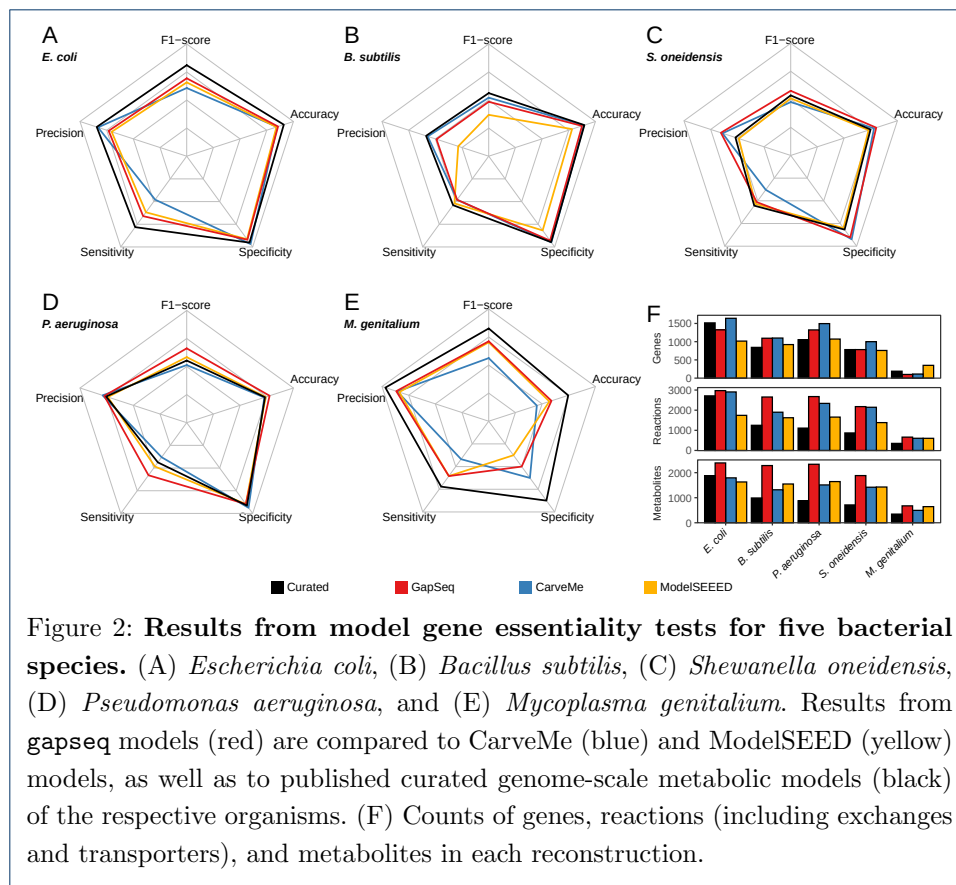 A
E. coli
F1−score
Accuracy
Specificity
Sensitivity
Precision
B
B. subtilis
F1−score
Accuracy
Specificity
Sensitivity
Precision
C
S. oneidensis
F1−score
Accuracy
Specificity
Sensitivity
Precision
D
P. aeruginosa
F1−score
Accuracy
Specificity
Sensitivity
Precision
E
M. genitalium
F1−score
Accuracy
Specificity
Sensitivity
Precision
F
Genes
1500
1000
500
0
Reactions
3000
2000
1000
0
Metabolites
2000
1000
0
E. coli
B. subtilis
P. aeruginosa
S. oneidensis
M. genitalium
Curated GapSeq CarveMe ModelSEEED
Figure 2: Results from model gene essentiality tests for five bacterial
species. (A) Escherichia coli, (B) Bacillus subtilis, (C) Shewanella oneidensis,
(D) Pseudomonas aeruginosa, and (E) Mycoplasma genitalium. Results from
gapseq models (red) are compared to CarveMe (blue) and ModelSEED (yellow)
models, as well as to published curated genome-scale metabolic models (black)
of the respective organisms. (F) Counts of genes, reactions (including exchanges
and transporters), and metabolites in each reconstruction.